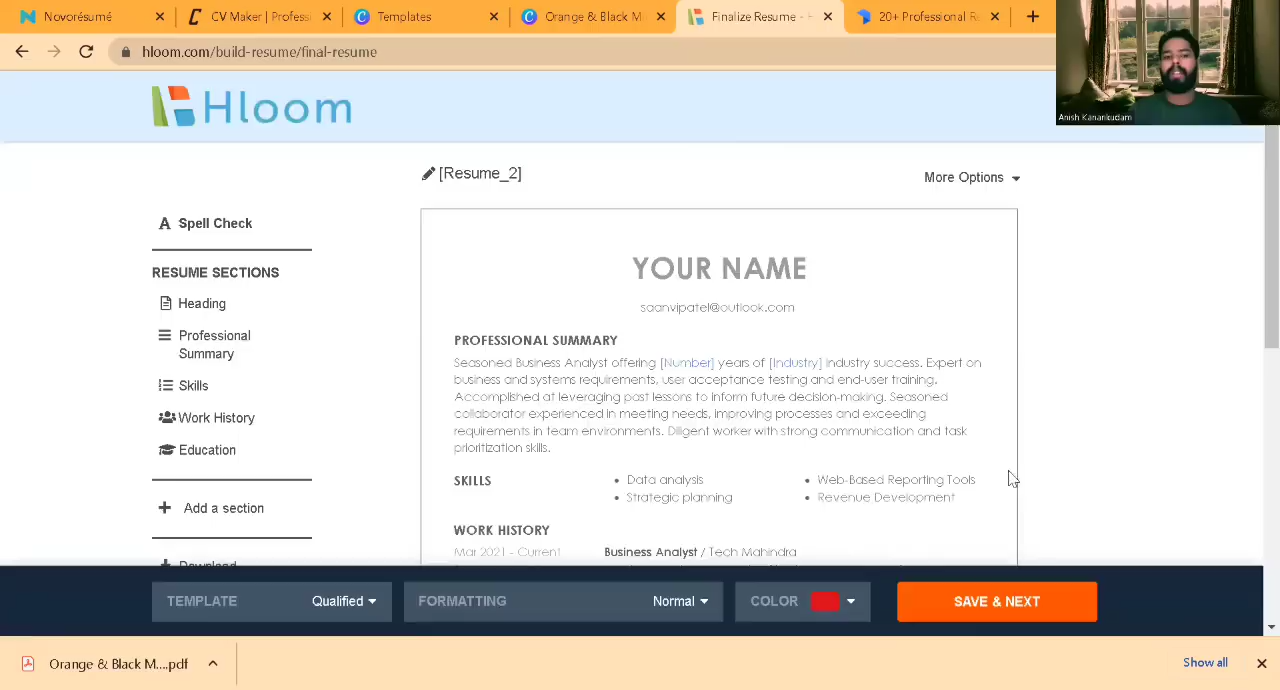 Novorésumé
CV Maker | Profess
Templates
Orange & Black M
Finalize Resume -
20+ Professional R
hloom.com/build-resume/final-resume
Anish Kanankudam
Hloom
[Resume_2]
More Options
A Spell Check
RESUME SECTIONS
Heading
Professional
Summary
Skills
Work History
Education
+ Add a section
Download
YOUR NAME
saanvipatel@outlook.com
PROFESSIONAL SUMMARY
Seasoned Business Analyst offering [Number] years of [Industry] industry success. Expert on
business and systems requirements, user acceptance testing and end-user training.
Accomplished at leveraging past lessons to inform future decision-making. Seasoned
collaborator experienced in meeting needs, improving processes and exceeding
requirements in team environments. Diligent worker with strong communication and task
prioritization skills.
SKILLS
• Data analysis
• Strategic planning
• Web-Based Reporting Tools
• Revenue Development
WORK HISTORY
Mar 2021 - Current
Business Analyst / Tech Mahindra
TEMPLATE Qualified
FORMATTING Normal
COLOR
SAVE & NEXT
Orange & Black M....pdf
Show all